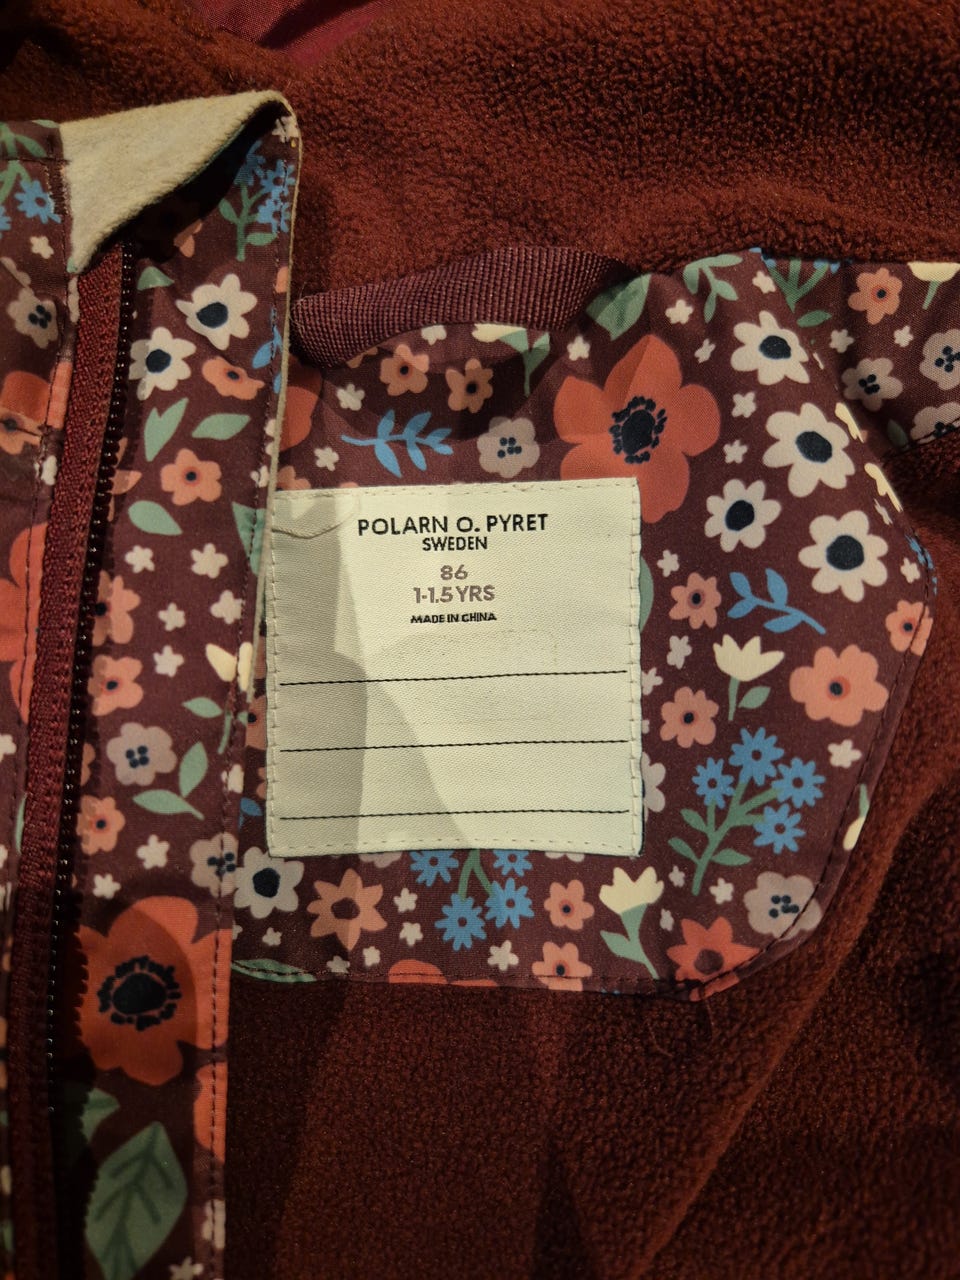 POLARN O. PYRET
SWEDEN
86
1-1.5 YRS
MADE IN CHINA